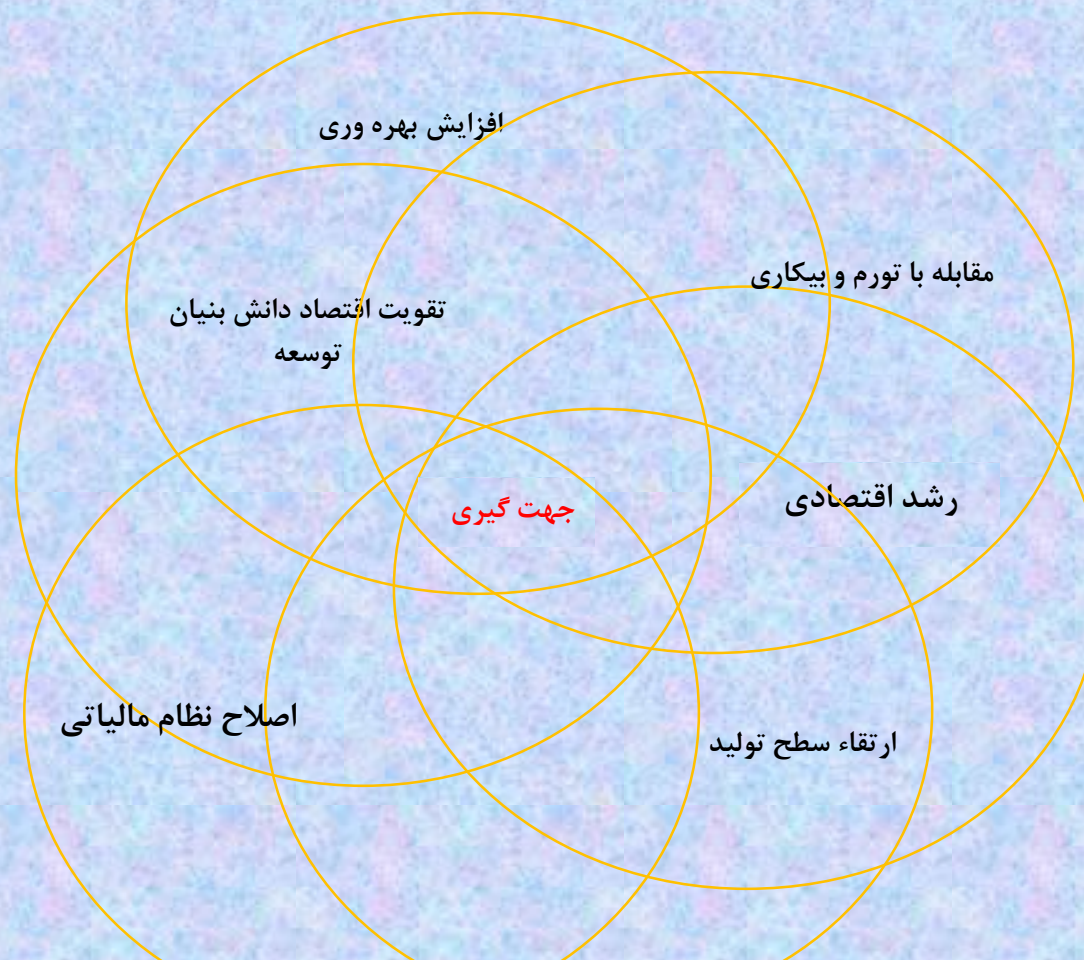 افزایش بهره وری
مقابله با تورم و بیکاری
تقویت اقتصاد دانش بنیان
توسعه
رشد اقتصادی
جهت گیری
اصلاح نظام مالیاتی
ارتقاء سطح تولید